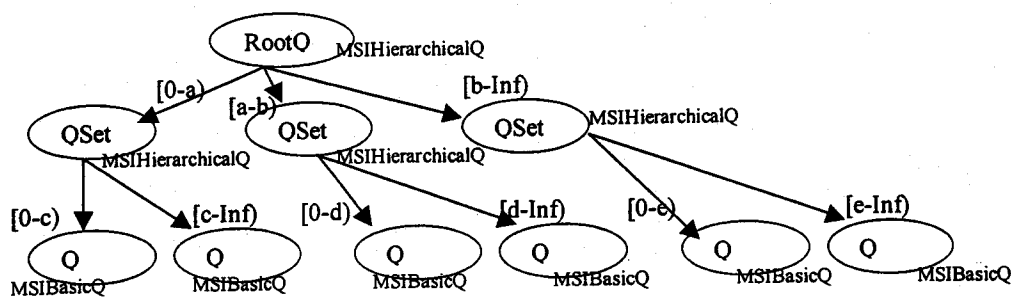 RootQ
MSIHierarchicalQ
[0-a)
[a-b)
[b-Inf)
QSet
MSIHierarchicalQ
QSet
MSIHierarchicalQ
QSet
MSIHierarchicalQ
[0-c)
[c-Inf)
[0-d)
[d-Inf)
[0-e)
[e-Inf)
Q
MSIBasicQ
Q
MSIBasicQ
Q
MSIBasicQ
Q
MSIBasicQ
Q
MSIBasicQ
Q
MSIBasicQ